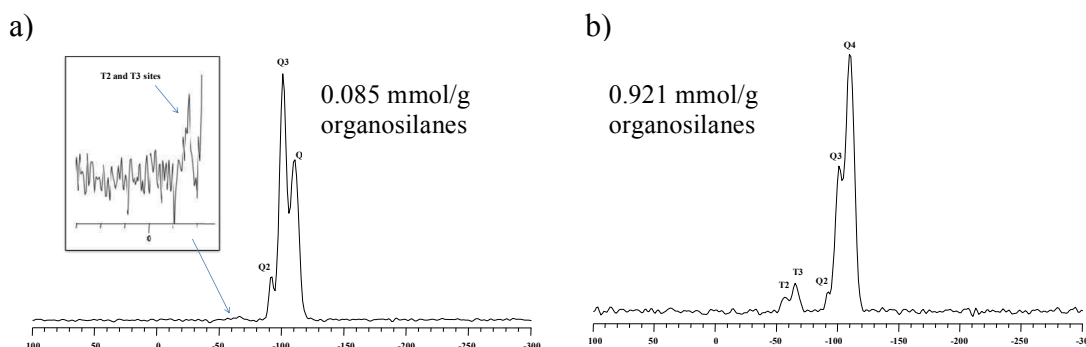 a)
T2 and T3 sites
0
Q3
Q
Q2
0.085 mmol/g
organosilanes
100 50 0 -50 -100 -150 -200 -250 -300
b)
Q4
0.921 mmol/g
organosilanes
Q3
T3
T2
Q2
100 50 0 -50 -100 -150 -200 -250 -300